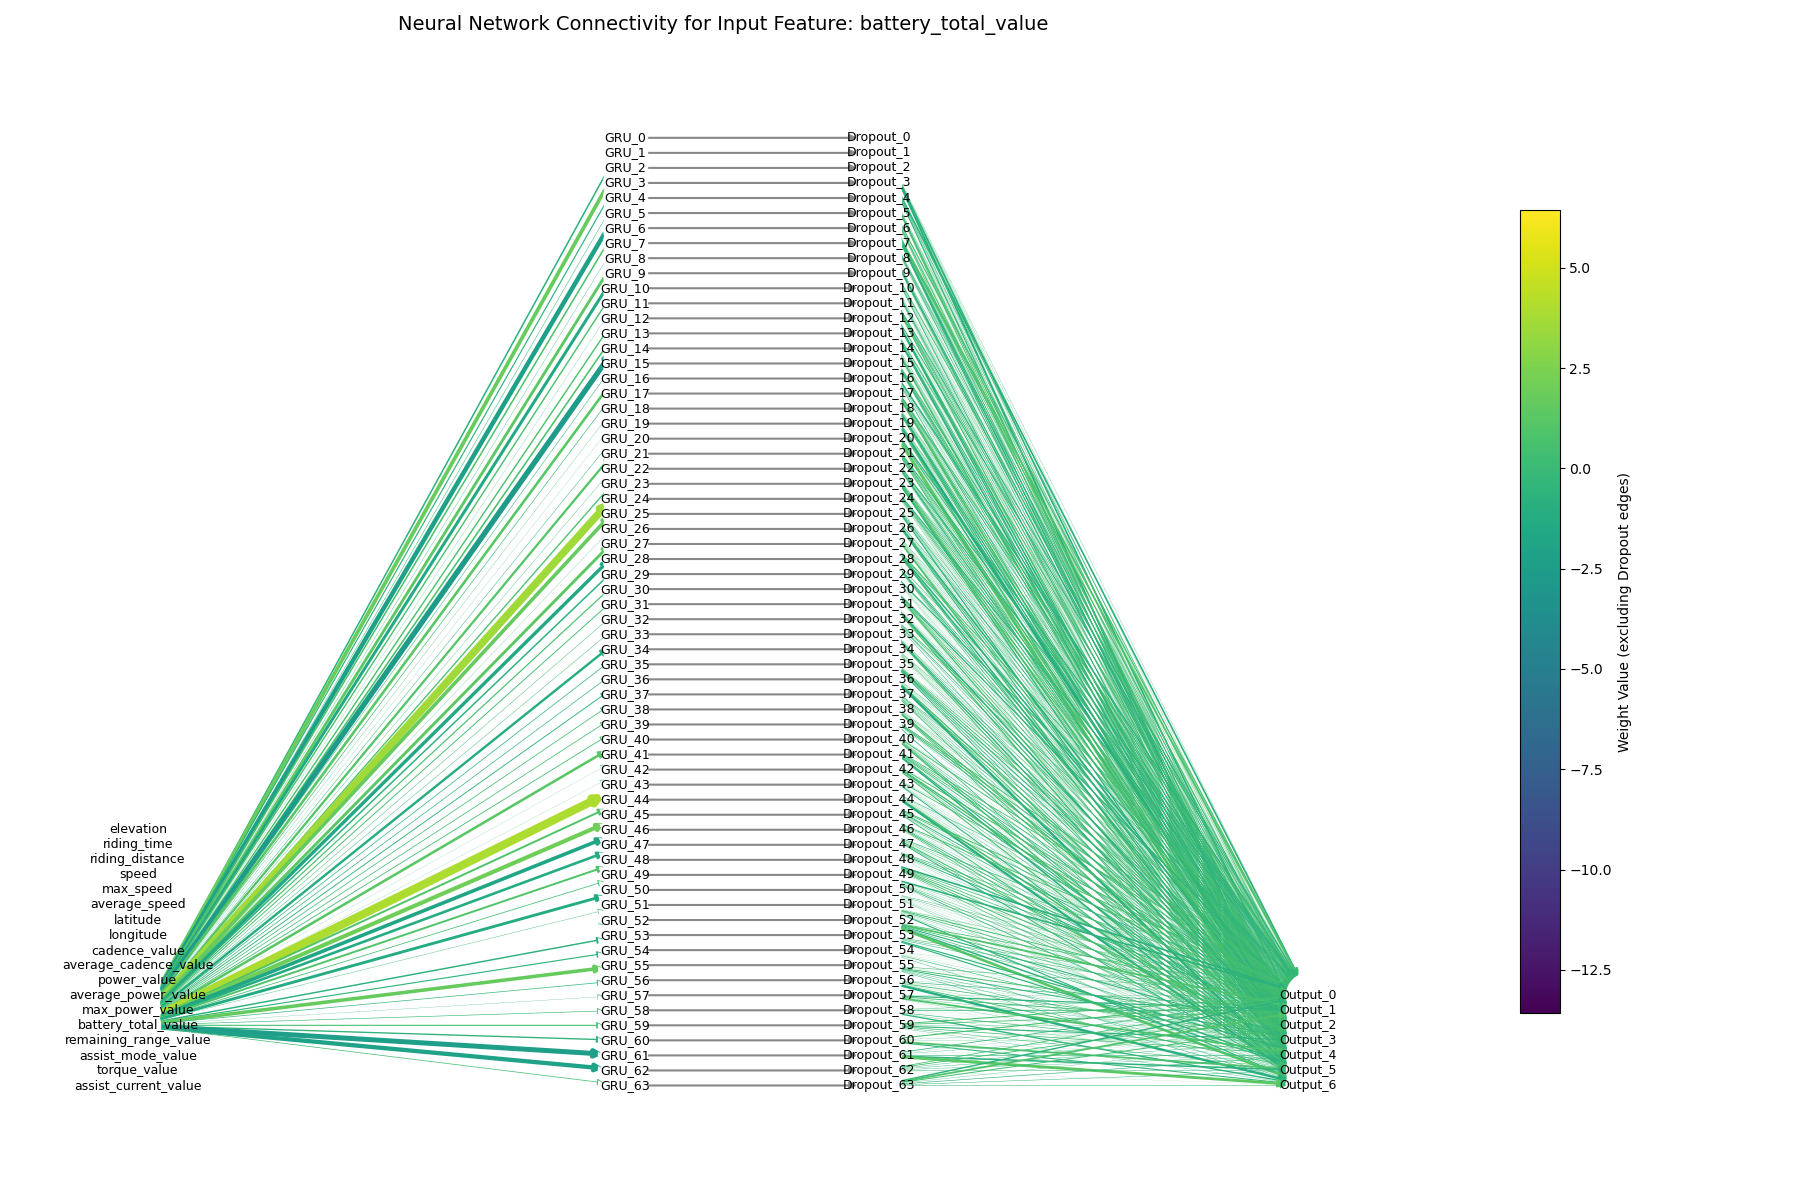 Neural Network Connectivity for Input Feature: battery_total_value
elevation
riding_time
riding_distance
speed
max_speed
average_speed
latitude
longitude
cadence_value
average_cadence_value
power_value
average_power_value
max_power_value
battery_total_value
remaining_range_value
assist_mode_value
torque_value
assist_current_value
GRU_0
GRU_1
GRU_2
GRU_3
GRU_4
GRU_5
GRU_6
GRU_7
GRU_8
GRU_9
GRU_10
GRU_11
GRU_12
GRU_13
GRU_14
GRU_15
GRU_16
GRU_17
GRU_18
GRU_19
GRU_20
GRU_21
GRU_22
GRU_23
GRU_24
GRU_25
GRU_26
GRU_27
GRU_28
GRU_29
GRU_30
GRU_31
GRU_32
GRU_33
GRU_34
GRU_35
GRU_36
GRU_37
GRU_38
GRU_39
GRU_40
GRU_41
GRU_42
GRU_43
GRU_44
GRU_45
GRU_46
GRU_47
GRU_48
GRU_49
GRU_50
GRU_51
GRU_52
GRU_53
GRU_54
GRU_55
GRU_56
GRU_57
GRU_58
GRU_59
GRU_60
GRU_61
GRU_62
GRU_63
Dropout_0
Dropout_1
Dropout_2
Dropout_3
Dropout_4
Dropout_5
Dropout_6
Dropout_7
Dropout_8
Dropout_9
Dropout_10
Dropout_11
Dropout_12
Dropout_13
Dropout_14
Dropout_15
Dropout_16
Dropout_17
Dropout_18
Dropout_19
Dropout_20
Dropout_21
Dropout_22
Dropout_23
Dropout_24
Dropout_25
Dropout_26
Dropout_27
Dropout_28
Dropout_29
Dropout_30
Dropout_31
Dropout_32
Dropout_33
Dropout_34
Dropout_35
Dropout_36
Dropout_37
Dropout_38
Dropout_39
Dropout_40
Dropout_41
Dropout_42
Dropout_43
Dropout_44
Dropout_45
Dropout_46
Dropout_47
Dropout_48
Dropout_49
Dropout_50
Dropout_51
Dropout_52
Dropout_53
Dropout_54
Dropout_55
Dropout_56
Dropout_57
Dropout_58
Dropout_59
Dropout_60
Dropout_61
Dropout_62
Dropout_63
Output_0
Output_1
Output_2
Output_3
Output_4
Output_5
Output_6
5.0
2.5
0.0
−2.5
−5.0
−7.5
−10.0
−12.5
Weight Value (excluding Dropout edges)